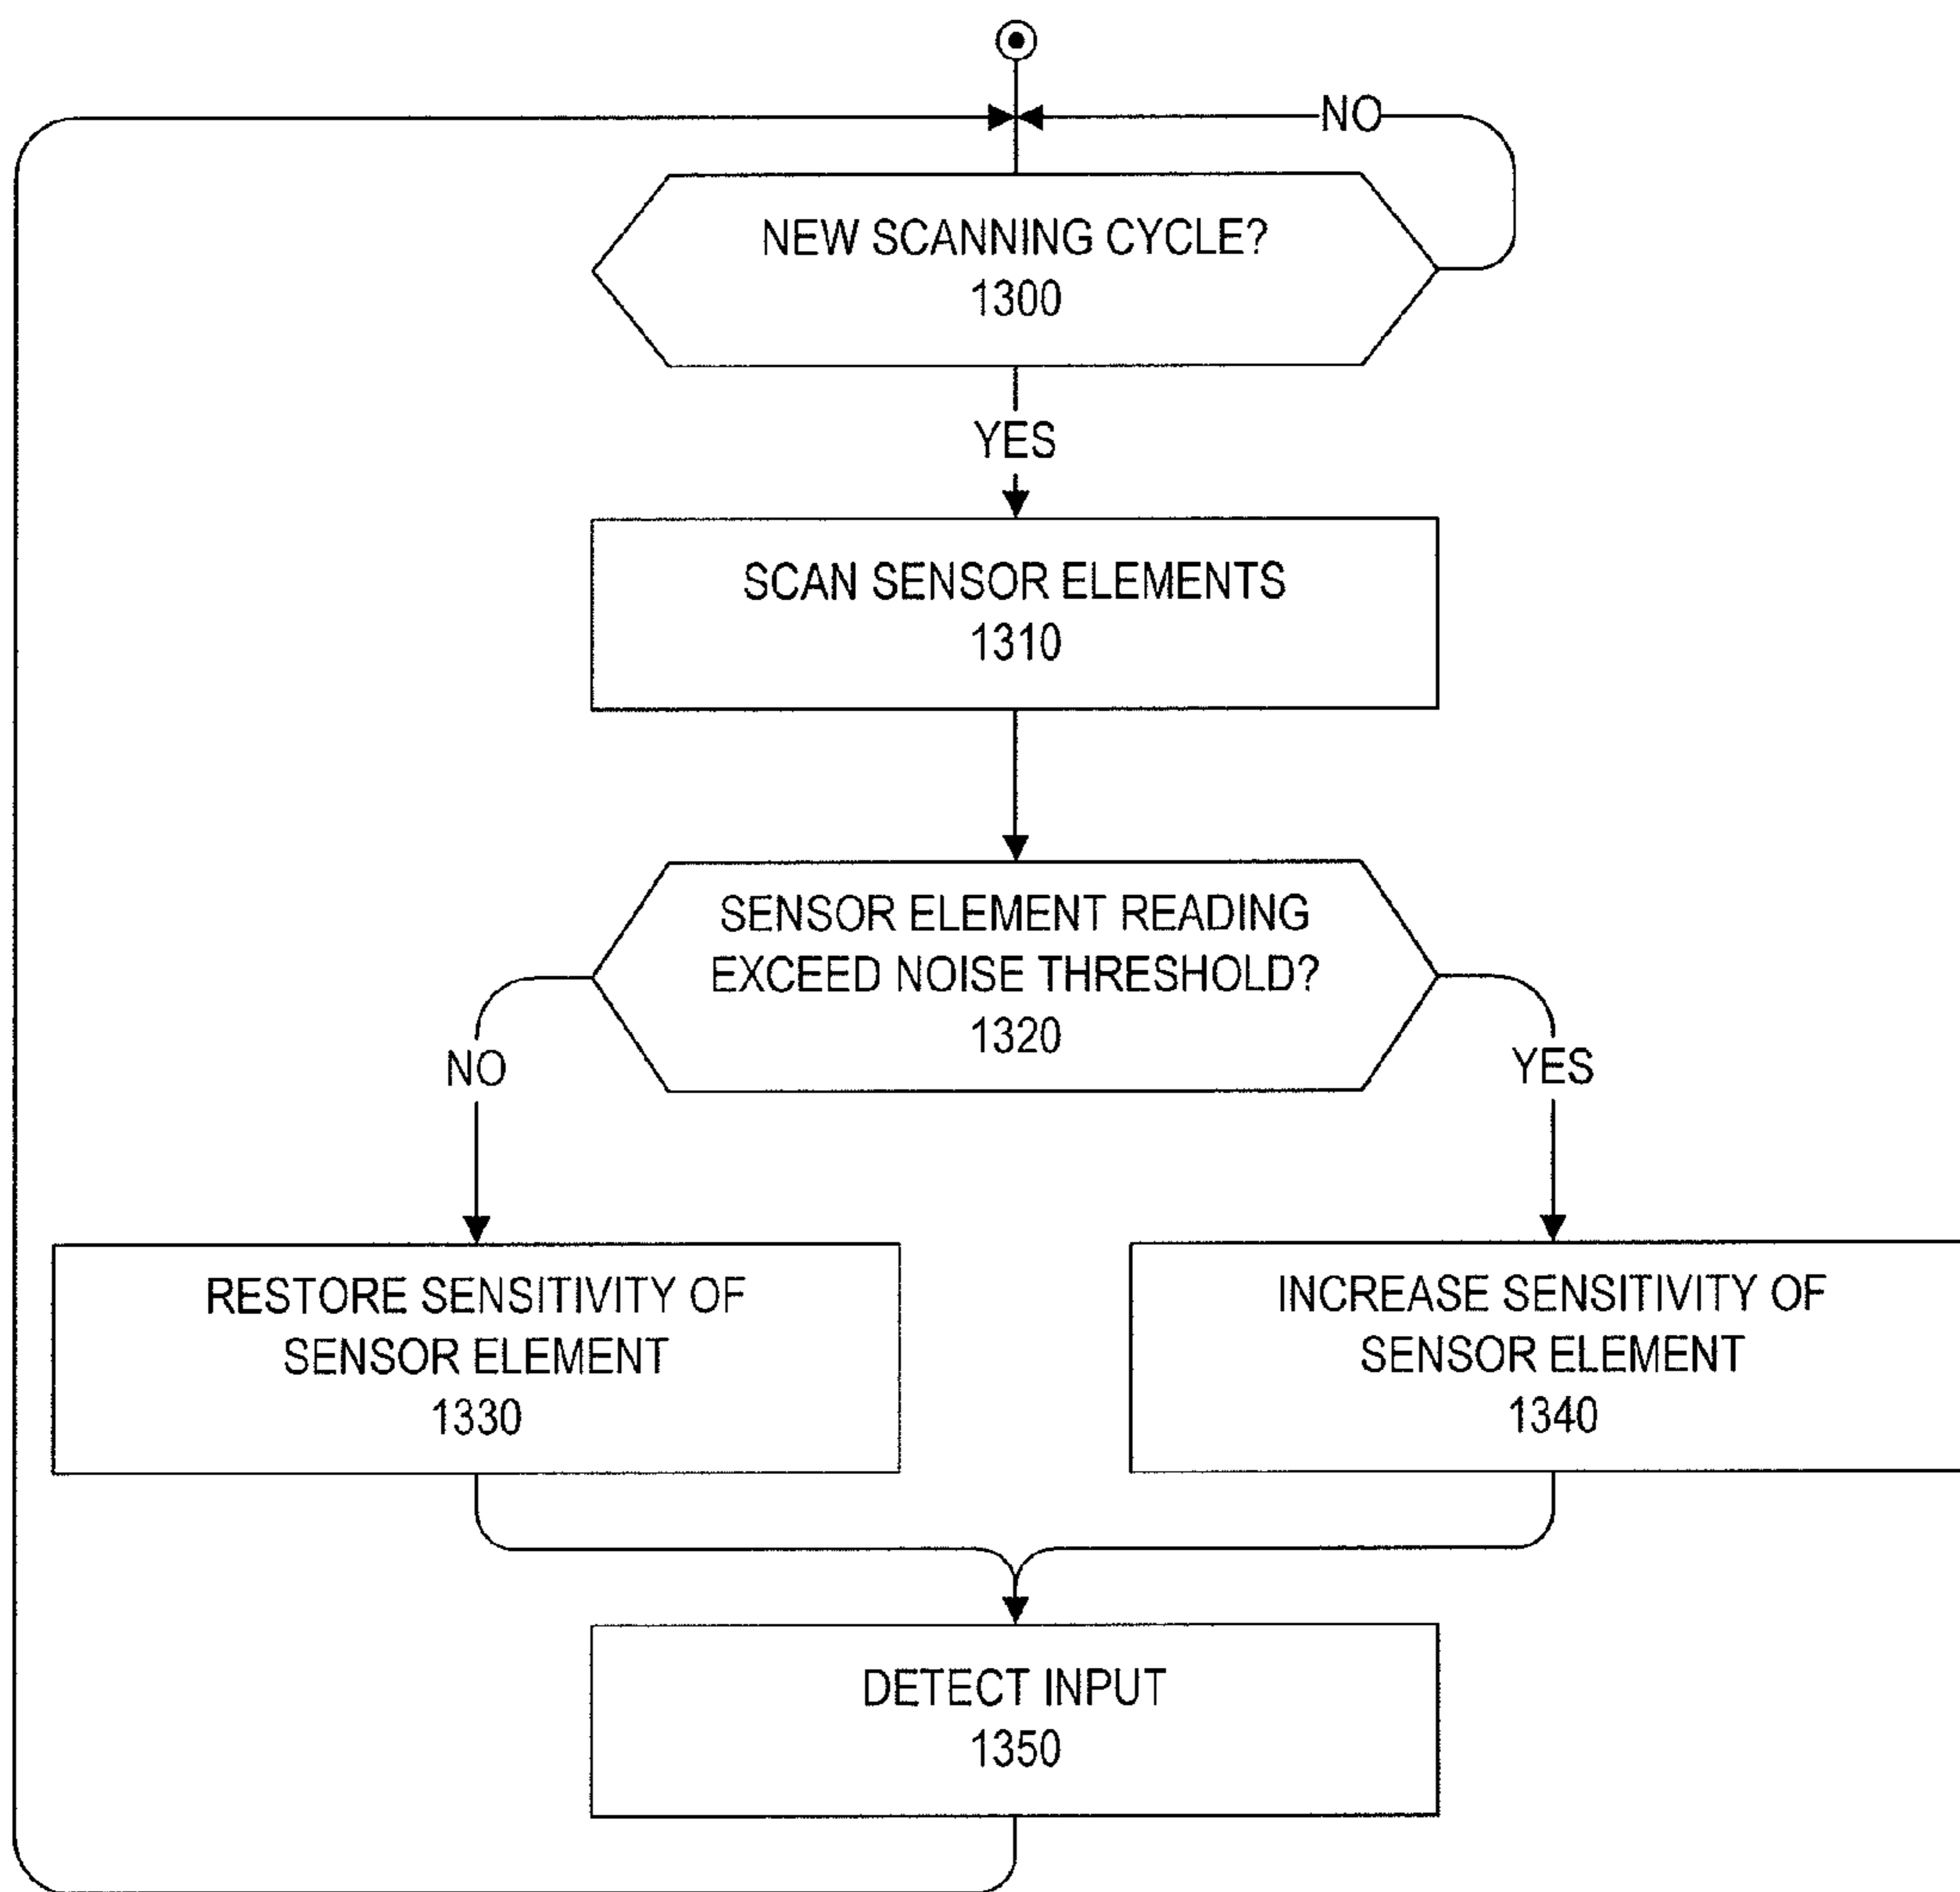 NO
NEW SCANNING CYCLE?
1300
YES
SCAN SENSOR ELEMENTS
1310
SENSOR ELEMENT READING
EXCEED NOISE THRESHOLD?
1320
NO
YES
RESTORE SENSITIVITY OF
SENSOR ELEMENT
1330
INCREASE SENSITIVITY OF
SENSOR ELEMENT
1340
DETECT INPUT
1350